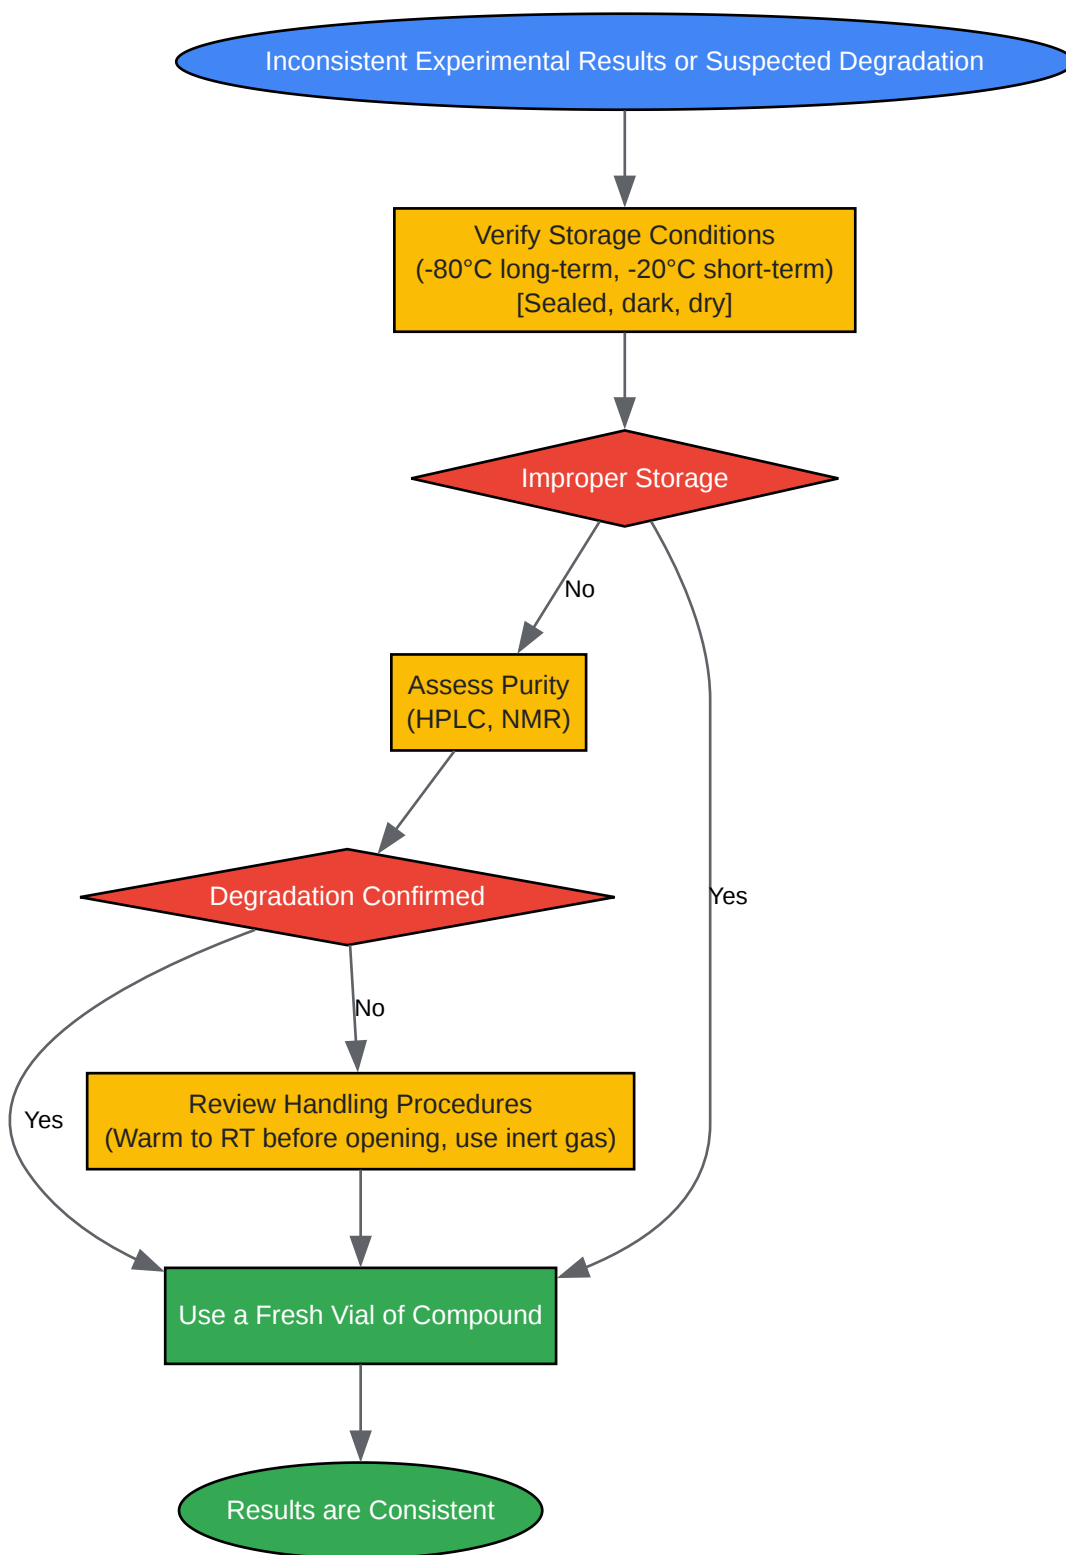 Inconsistent Experimental Results or Suspected Degradation
Verify Storage Conditions
(-80°C long-term, -20°C short-term)
[Sealed, dark, dry]
Improper Storage
No
Assess Purity
(HPLC, NMR)
Degradation Confirmed
Yes
No
Yes
Review Handling Procedures
(Warm to RT before opening, use inert gas)
Use a Fresh Vial of Compound
Results are Consistent